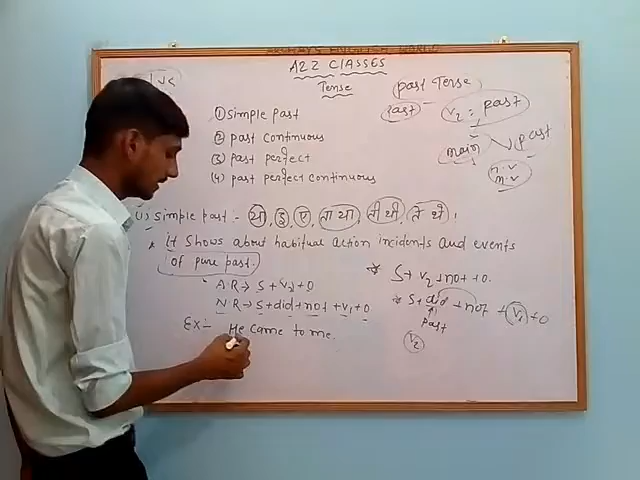 A2Z CLASSES
Tense
Past Tense
Past
V2 : Past
① Simple Past
② Past Continuous
③ Past Perfect
(4) Past Perfect Continuous
main
Past
H.V
M.V
(1) Simple Past - या, इ, ए, ता था, ती थी, ते थे,
* It shows about habitual action incidents and events
of pure past.
A R → S + V2 + O
N R → S + did + not + V1 + O
Ex:- He came to me.
* S + V2 + not + O.
* S + did + not + V1 + O
Past
V2